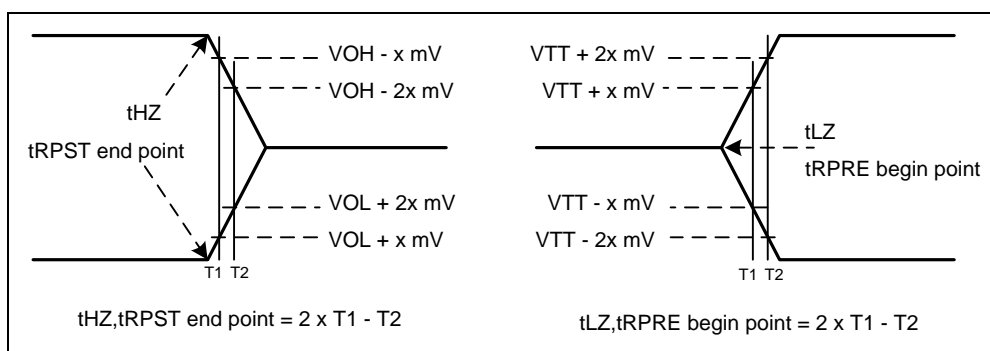 VOH - x mV
VOH - 2x mV
tHZ
tRPST end point
VOL + 2x mV
VOL + x mV
T1 T2
tHZ,tRPST end point = 2 x T1 - T2
VTT + 2x mV
VTT + x mV
tLZ
tRPRE begin point
VTT - x mV
VTT - 2x mV
T1 T2
tLZ,tRPRE begin point = 2 x T1 - T2